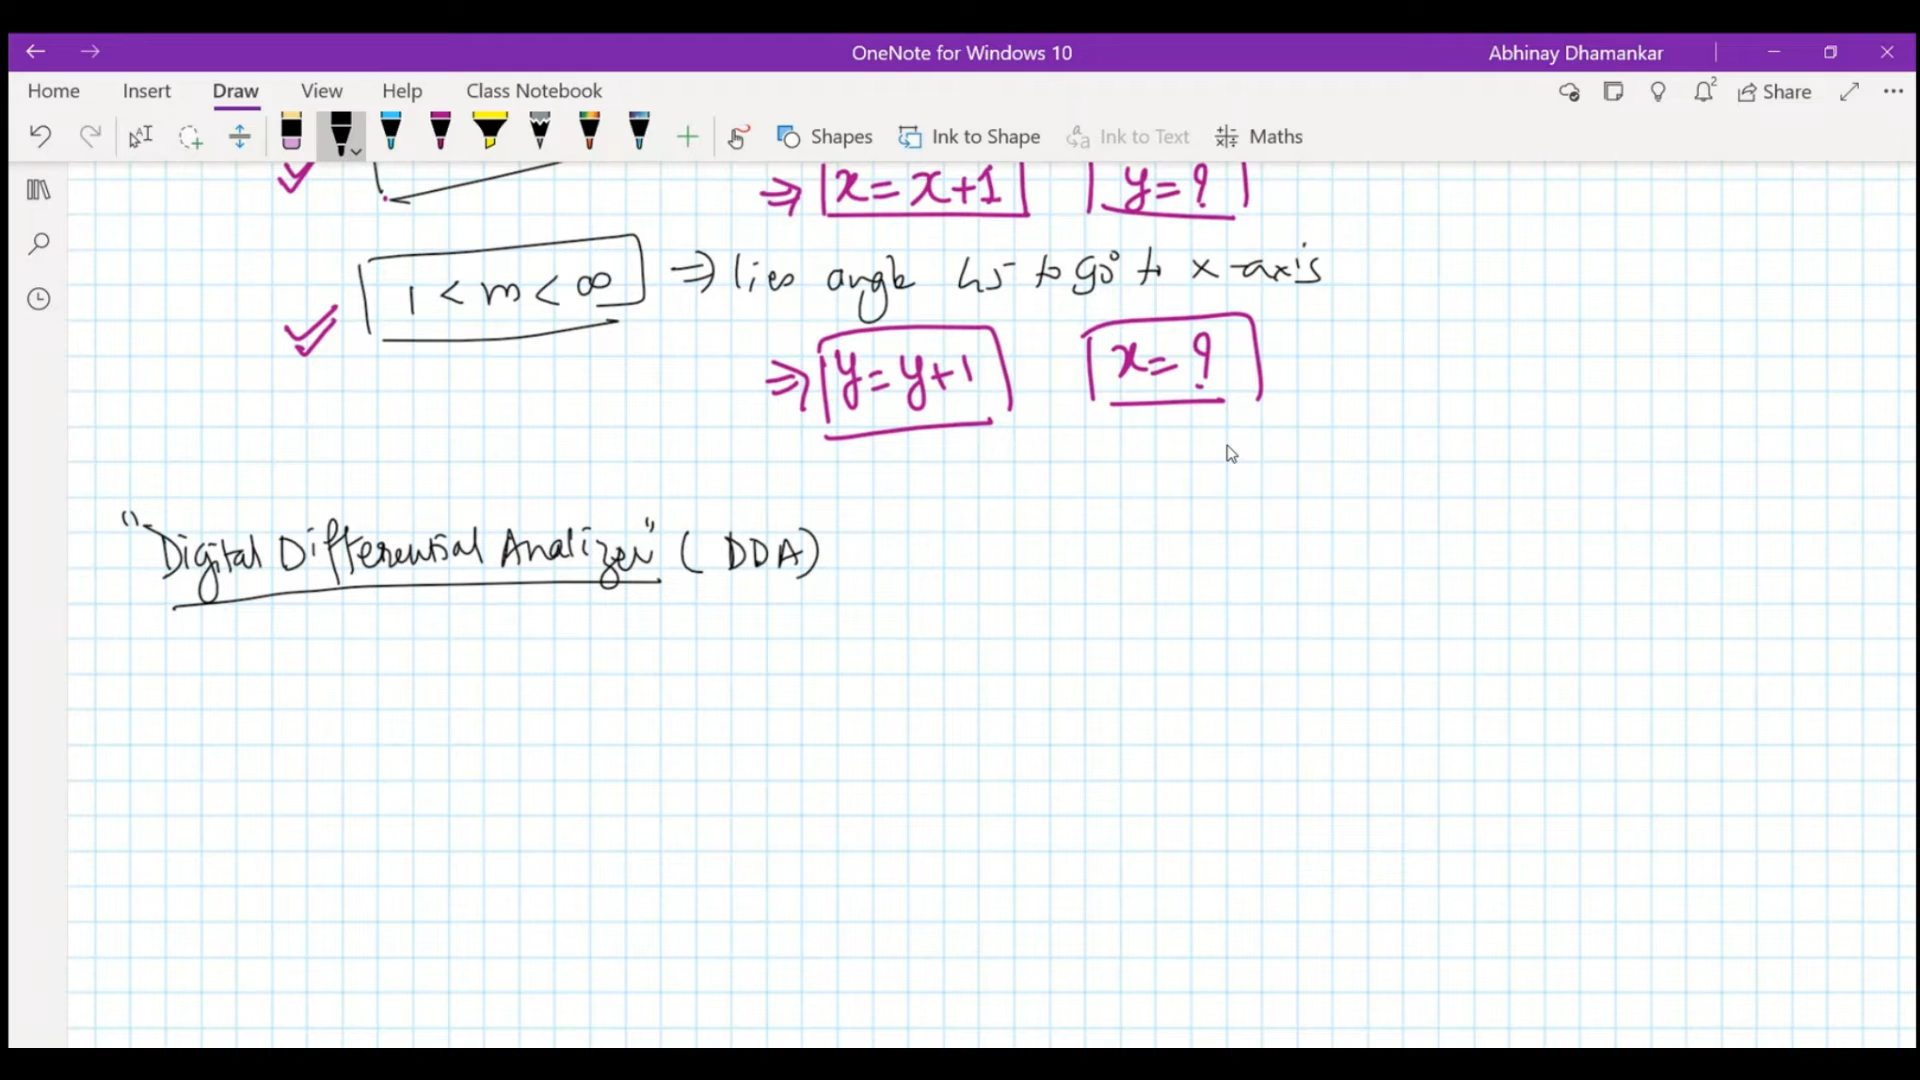 OneNote for Windows 10
Abhinay Dhamankar
Home Insert Draw View Help Class Notebook
2 Share
Shapes Ink to Shape Ink to Text Maths
⇒ x = x+1 y = ?
1 < m < ∞ ⇒ lies angle 45 to 90° to x-axis
⇒ y = y+1 x = ?
"Digital Differential Analizer" ( DDA )